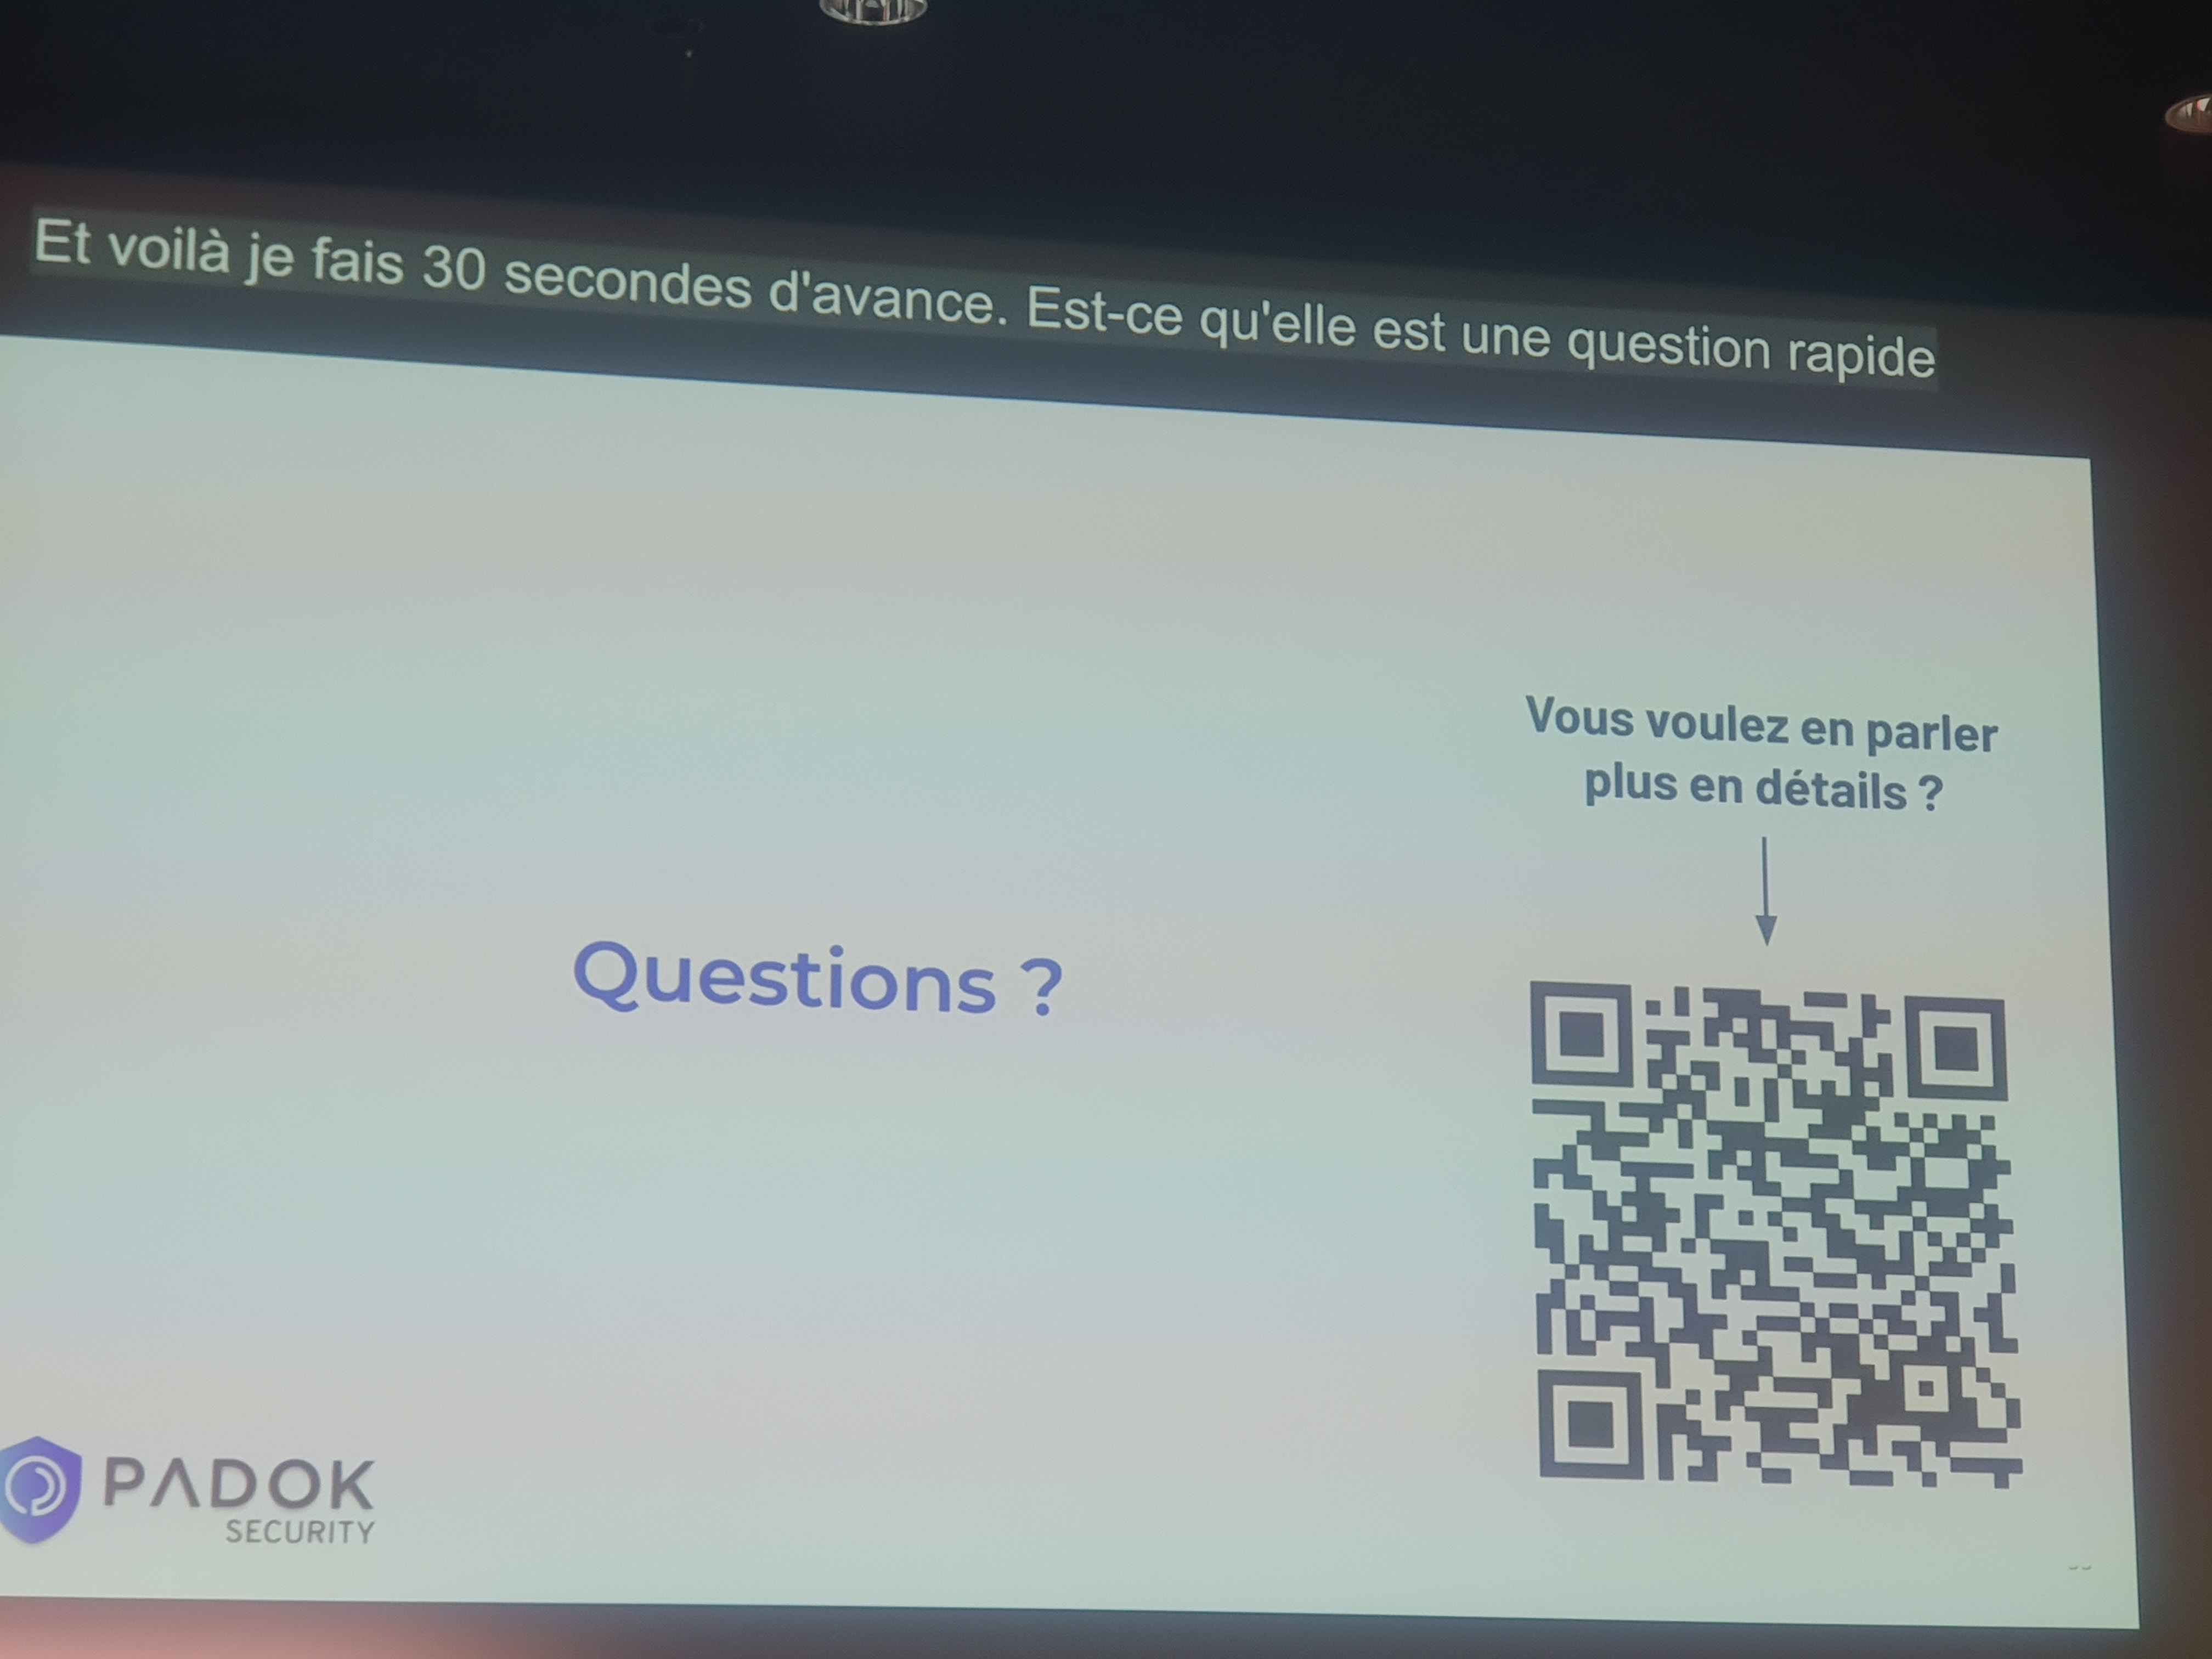 Et voilà je fais 30 secondes d'avance. Est-ce qu'elle est une question rapide
Vous voulez en parler
plus en détails ?
Questions ?
PADOK
SECURITY